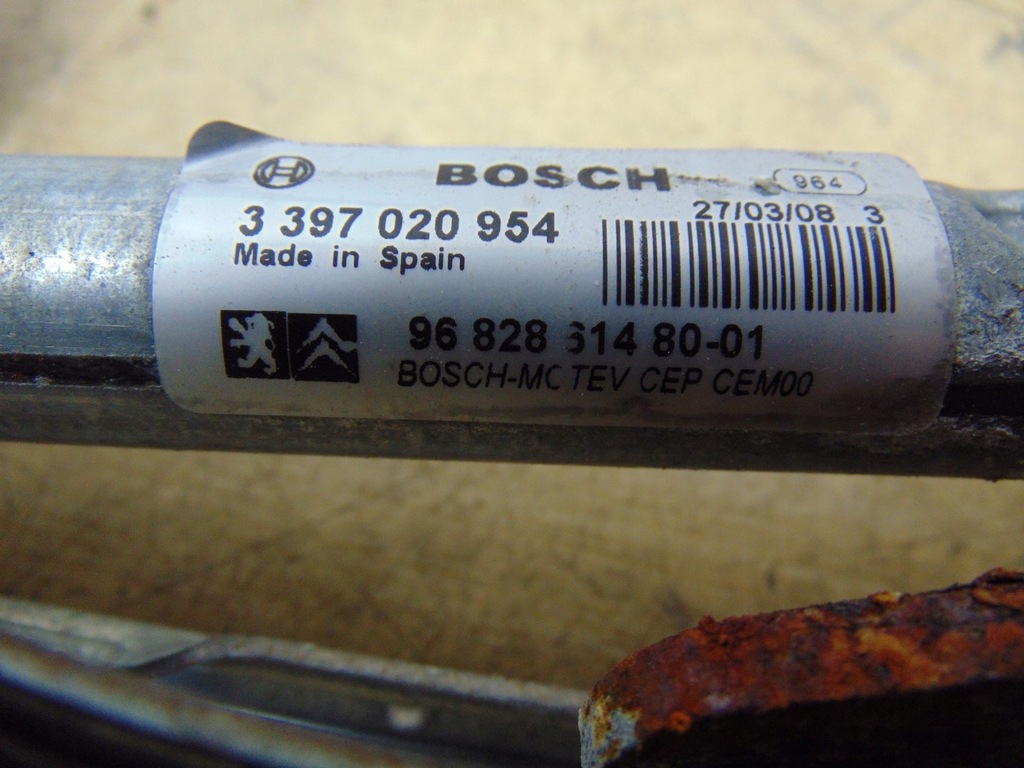 BOSCH 964
27/03/08 3
3 397 020 954
Made in Spain
96 828 614 80-01
BOSCH-MC TEV CEP CEM00